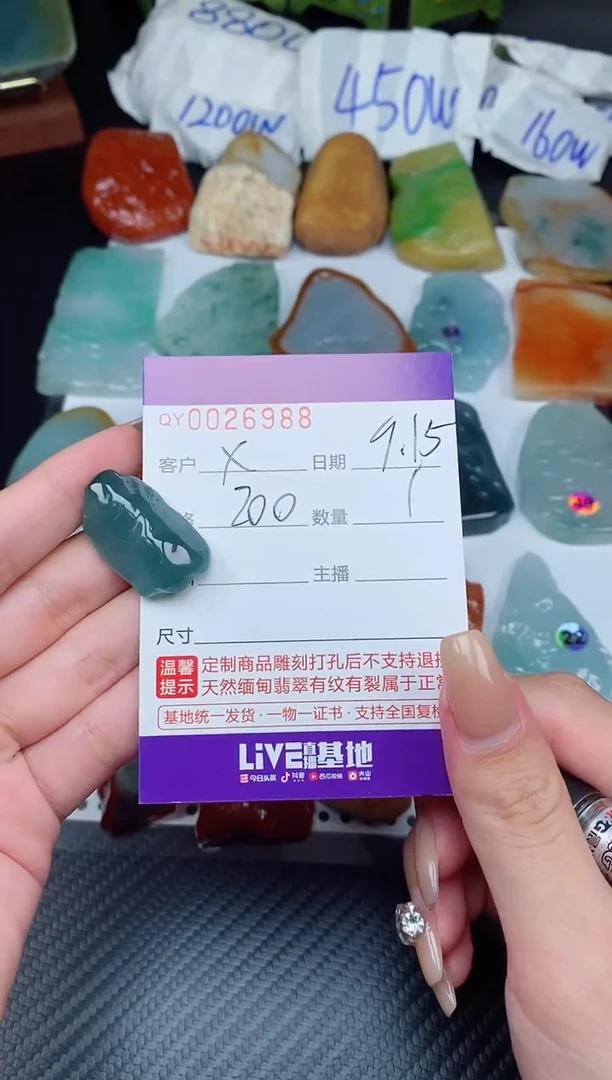 880W
1200W
450W
160W
QY0026988
客户 X 日期 9.15
格 200 数量 1
主播
尺寸
温馨提示
定制商品雕刻打孔后不支持退
天然缅甸翡翠有纹有裂属于正常
基地统一发货·一物一证书·支持全国复检
LiVE直播基地
今日头条 抖音 西瓜视频 火山
22